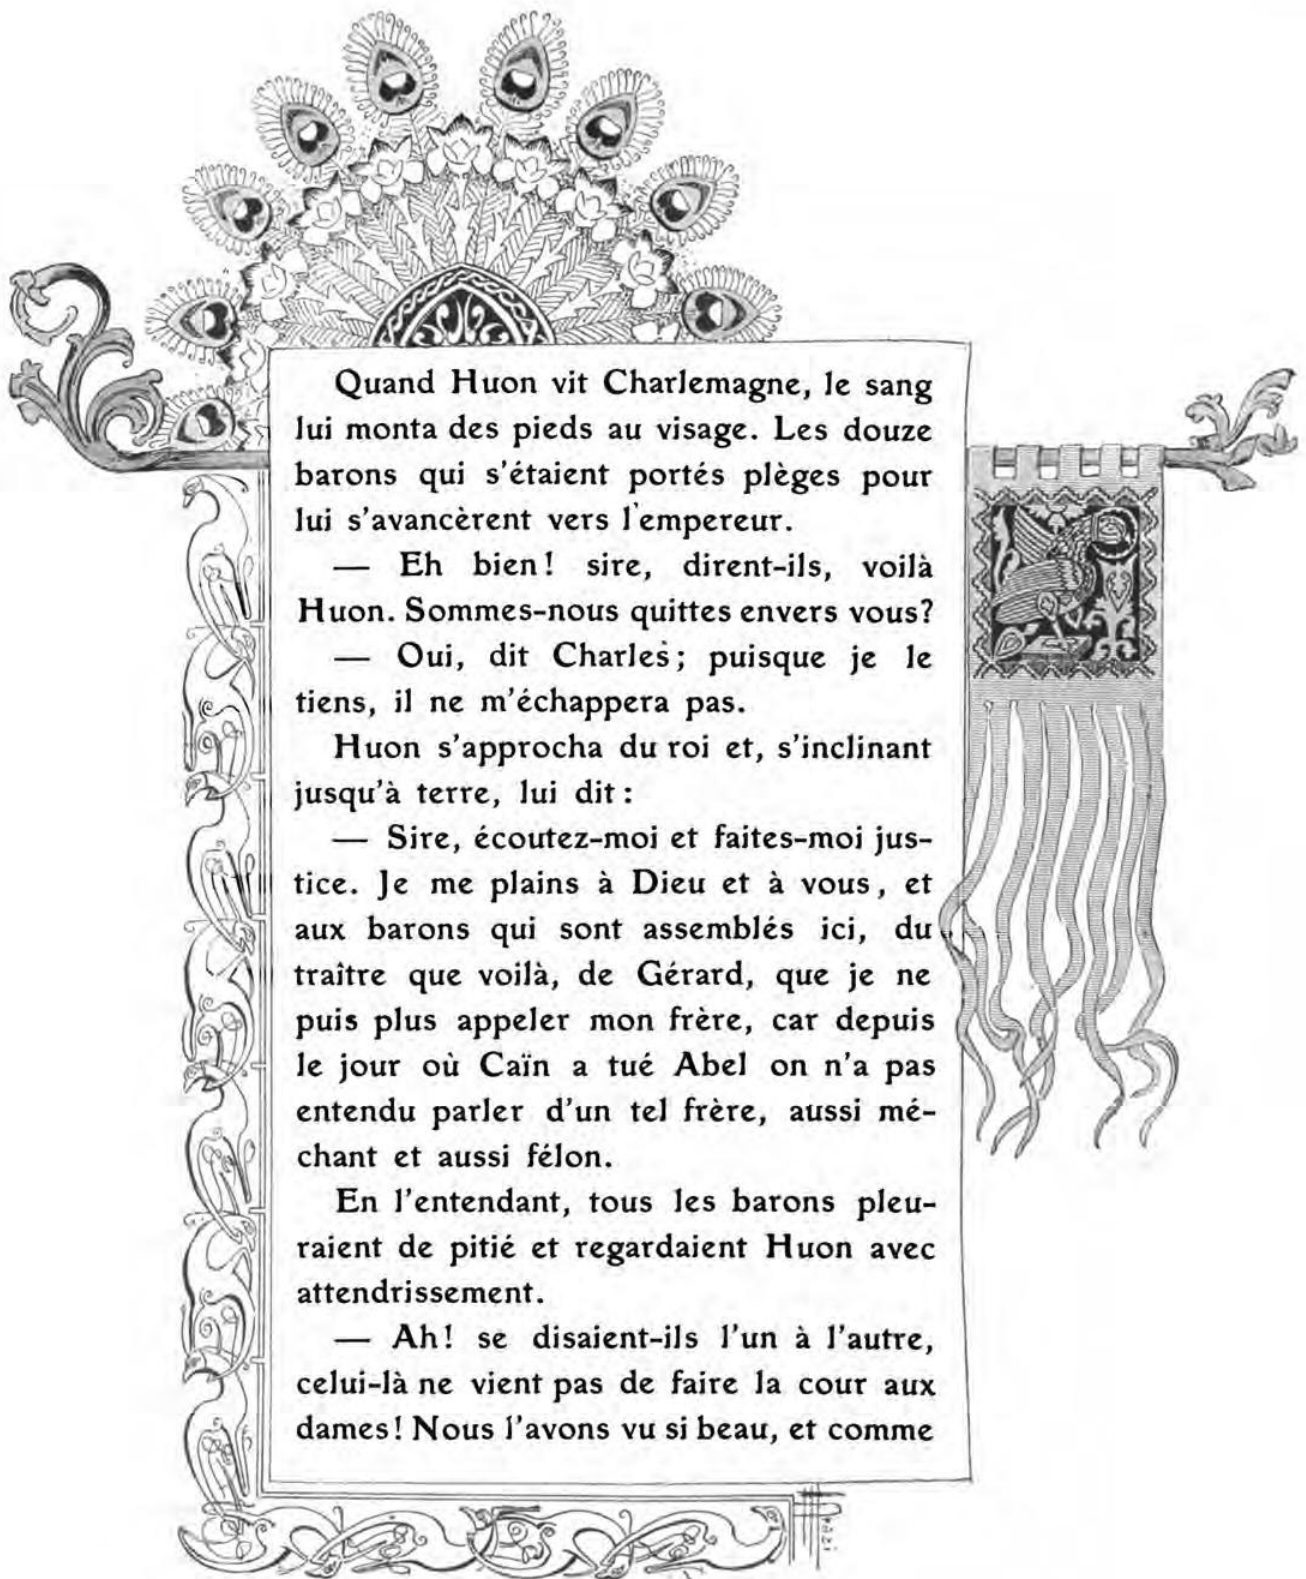 Quand Huon vit Charlemagne, le sang
lui monta des pieds au visage. Les douze
barons qui s'étaient portés plèges pour
lui s'avancèrent vers l'empereur.
— Eh bien! sire, dirent-ils, voilà
Huon. Sommes-nous quittes envers vous?
— Oui, dit Charles; puisque je le
tiens, il ne m'échappera pas.
Huon s'approcha du roi et, s'inclinant
jusqu'à terre, lui dit:
— Sire, écoutez-moi et faites-moi jus-
tice. Je me plains à Dieu et à vous, et
aux barons qui sont assemblés ici, du
traître que voilà, de Gérard, que je ne
puis plus appeler mon frère, car depuis
le jour où Caïn a tué Abel on n'a pas
entendu parler d'un tel frère, aussi mé-
chant et aussi félon.
En l'entendant, tous les barons pleu-
raient de pitié et regardaient Huon avec
attendrissement.
— Ah! se disaient-ils l'un à l'autre,
celui-là ne vient pas de faire la cour aux
dames! Nous l'avons vu si beau, et comme